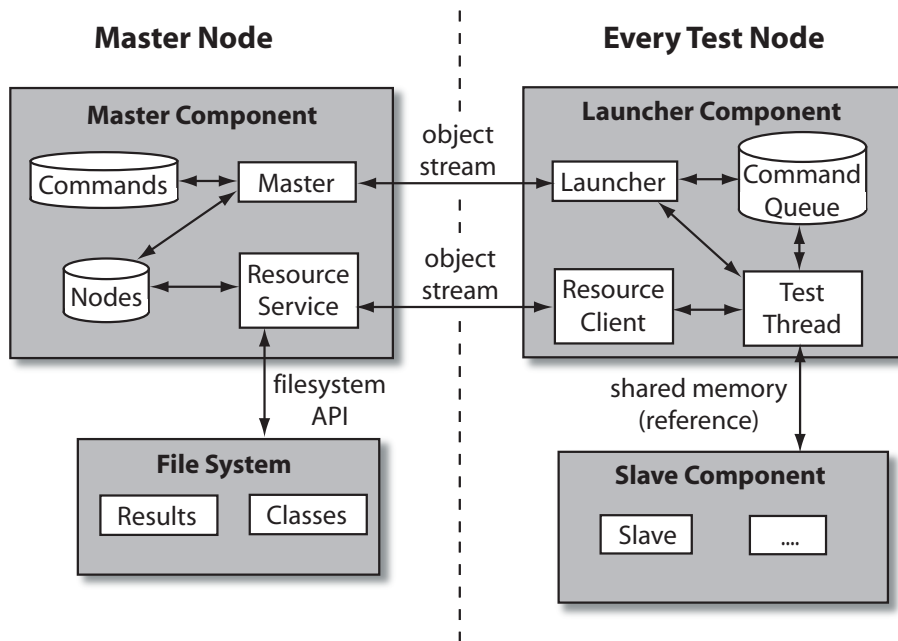 Master Node
Every Test Node
Master Component
Commands
Master
Nodes
Resource
Service
object
stream
object
stream
Launcher Component
Launcher
Command
Queue
Resource
Client
Test
Thread
filesystem
API
shared memory
(reference)
File System
Results
Classes
Slave Component
Slave
....